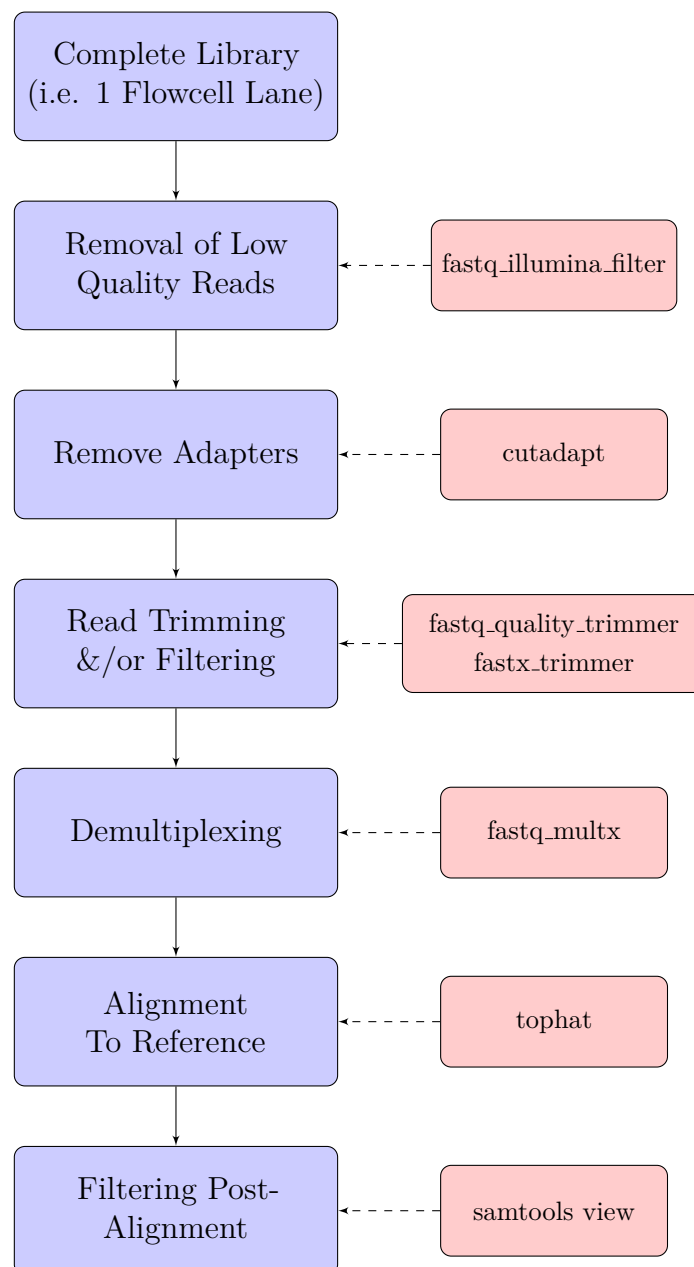 Complete Library
(i.e. 1 Flowcell Lane)
Removal of Low
Quality Reads
fastq_illumina_filter
Remove Adapters
cutadapt
Read Trimming
&/or Filtering
fastq_quality_trimmer
fastx_trimmer
Demultiplexing
fastq_multx
Alignment
To Reference
tophat
Filtering Post-
Alignment
samtools view